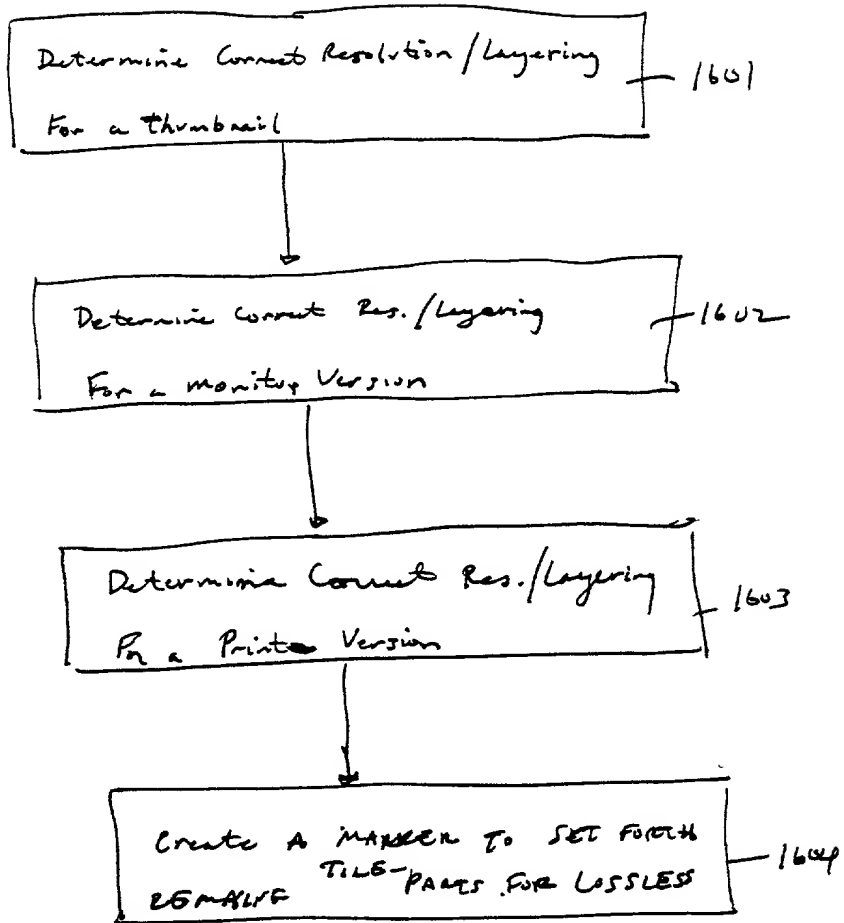 Determine Correct Resolution/Layering
For a thumbnail
1601
Determine Correct Res./Layering
For a monitor Version
1602
Determine Correct Res./Layering
For a Print Version
1603
Create A MARKER TO SET FORTH
TILE-PARTS FOR LOSSLESS
1604